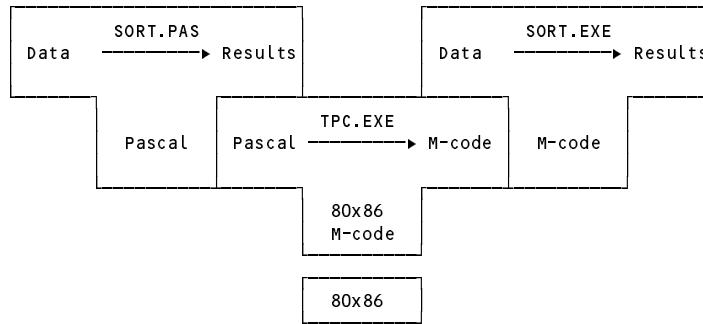 SORT.PAS SORT.EXE
Data Results Data Results
TPC.EXE
Pascal Pascal M-code M-code
80x86
M-code
80x86